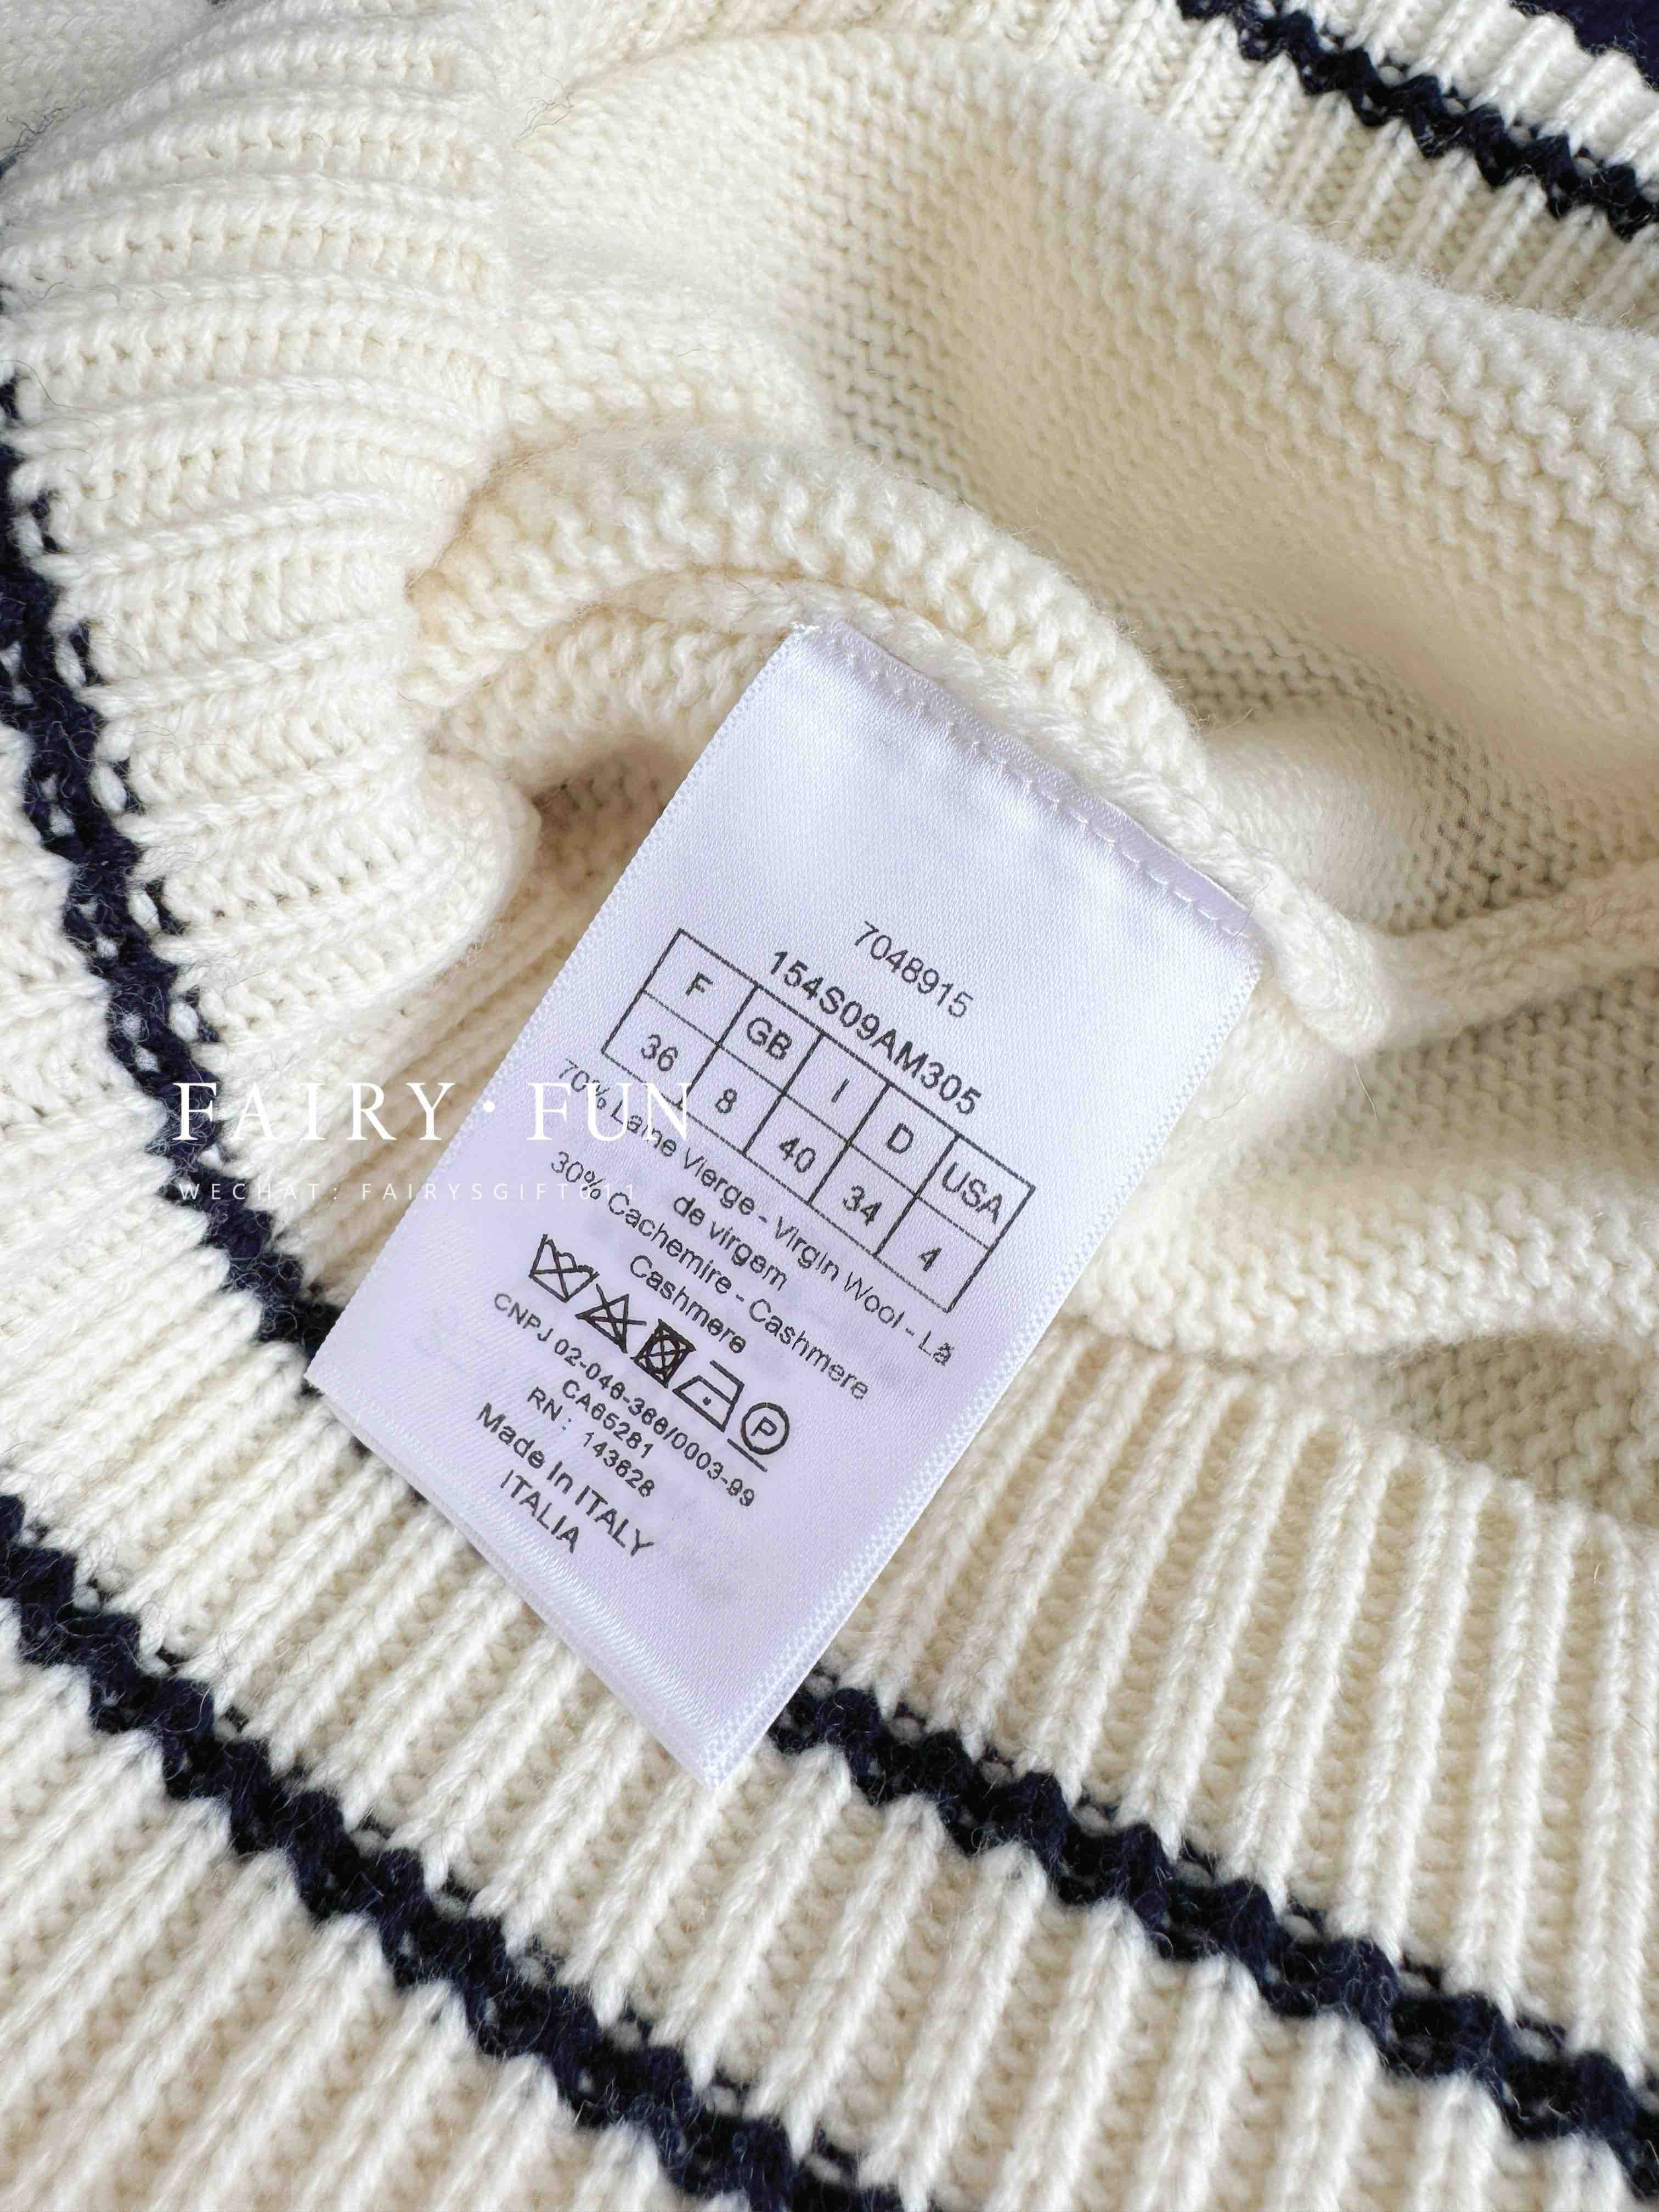 7048915
154S09AM305
F GB I D USA
36 8 40 34 4
70% Laine Vierge - Virgin Wool - Lã
de virgem
30% Cachemire - Cashmere
Cashmere
P
CNPJ 02-046-366/0003-99
CA65281
RN : 143628
Made In ITALY
ITALIA
FAIRY·FUN
WECHAT: FAIRYSGIFT611